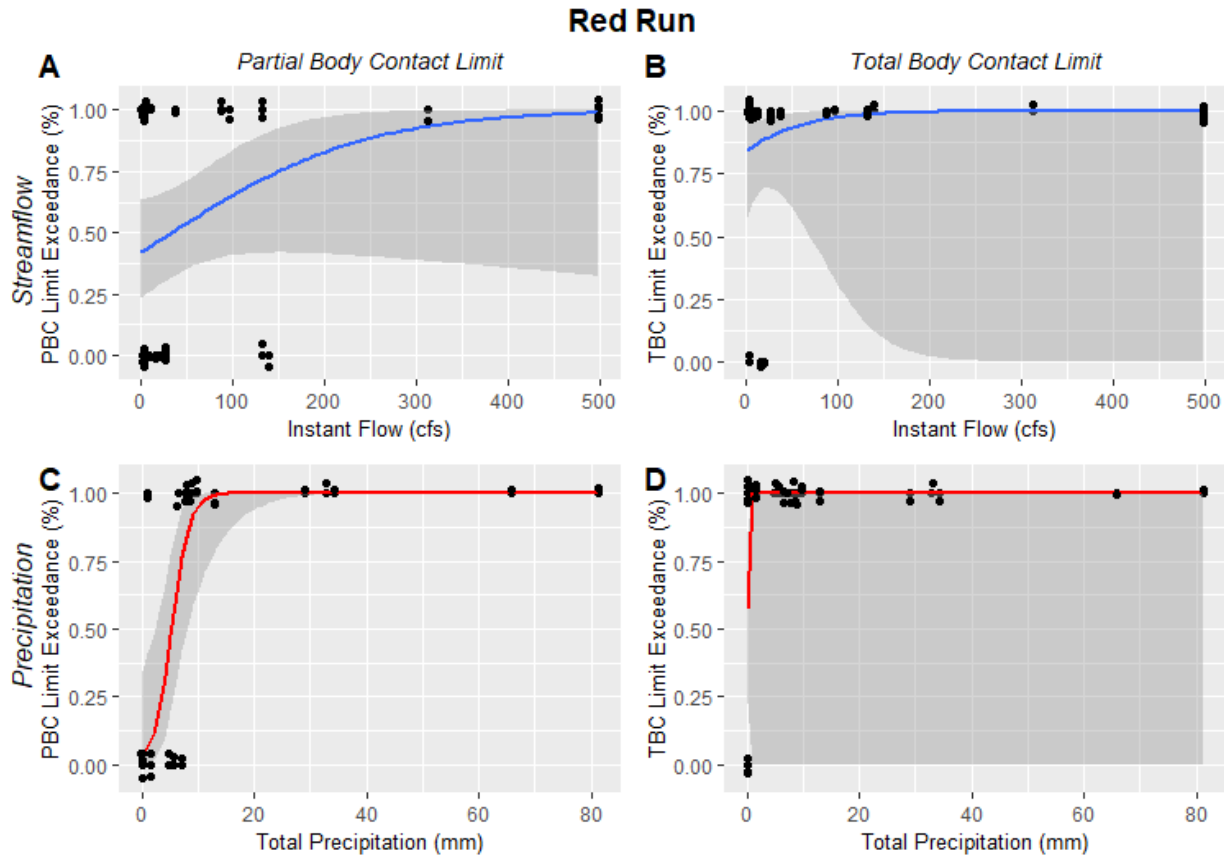 Red Run
A
Partial Body Contact Limit
Streamflow
PBC Limit Exceedance (%)
1.00
0.75
0.50
0.25
0.00
0 100 200 300 400 500
Instant Flow (cfs)
B
Total Body Contact Limit
TBC Limit Exceedance (%)
1.00
0.75
0.50
0.25
0.00
0 100 200 300 400 500
Instant Flow (cfs)
C
Precipitation
PBC Limit Exceedance (%)
1.00
0.75
0.50
0.25
0.00
0 20 40 60 80
Total Precipitation (mm)
D
TBC Limit Exceedance (%)
1.00
0.75
0.50
0.25
0.00
0 20 40 60 80
Total Precipitation (mm)